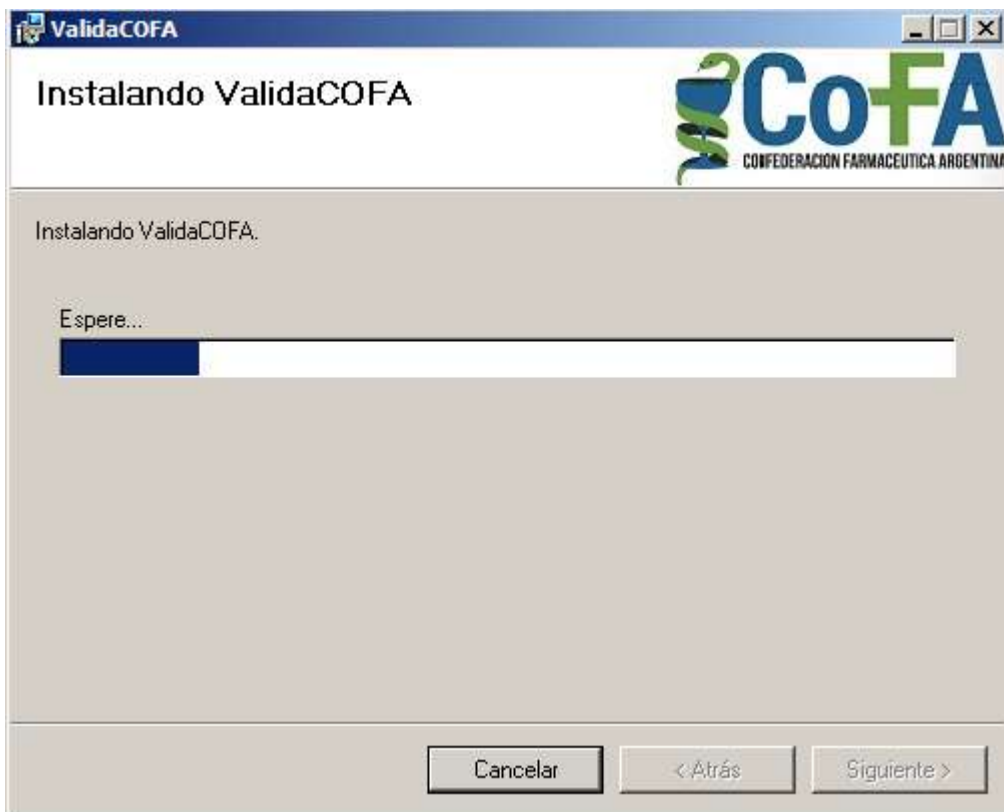 ValidaCOFA
Instalando ValidaCOFA
CoFA
CONFEDERACION FARMACEUTICA ARGENTINA
Instalando ValidaCOFA.
Espere...
Cancelar
< Atrás
Siguiente >